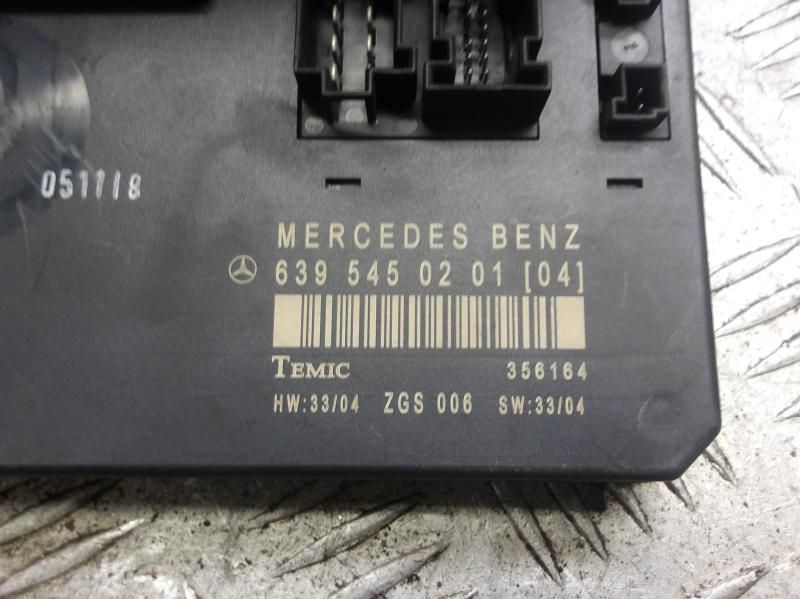 051118
MERCEDES BENZ
639 545 02 01 [04]
TEMIC 356164
HW:33/04 ZGS 006 SW:33/04